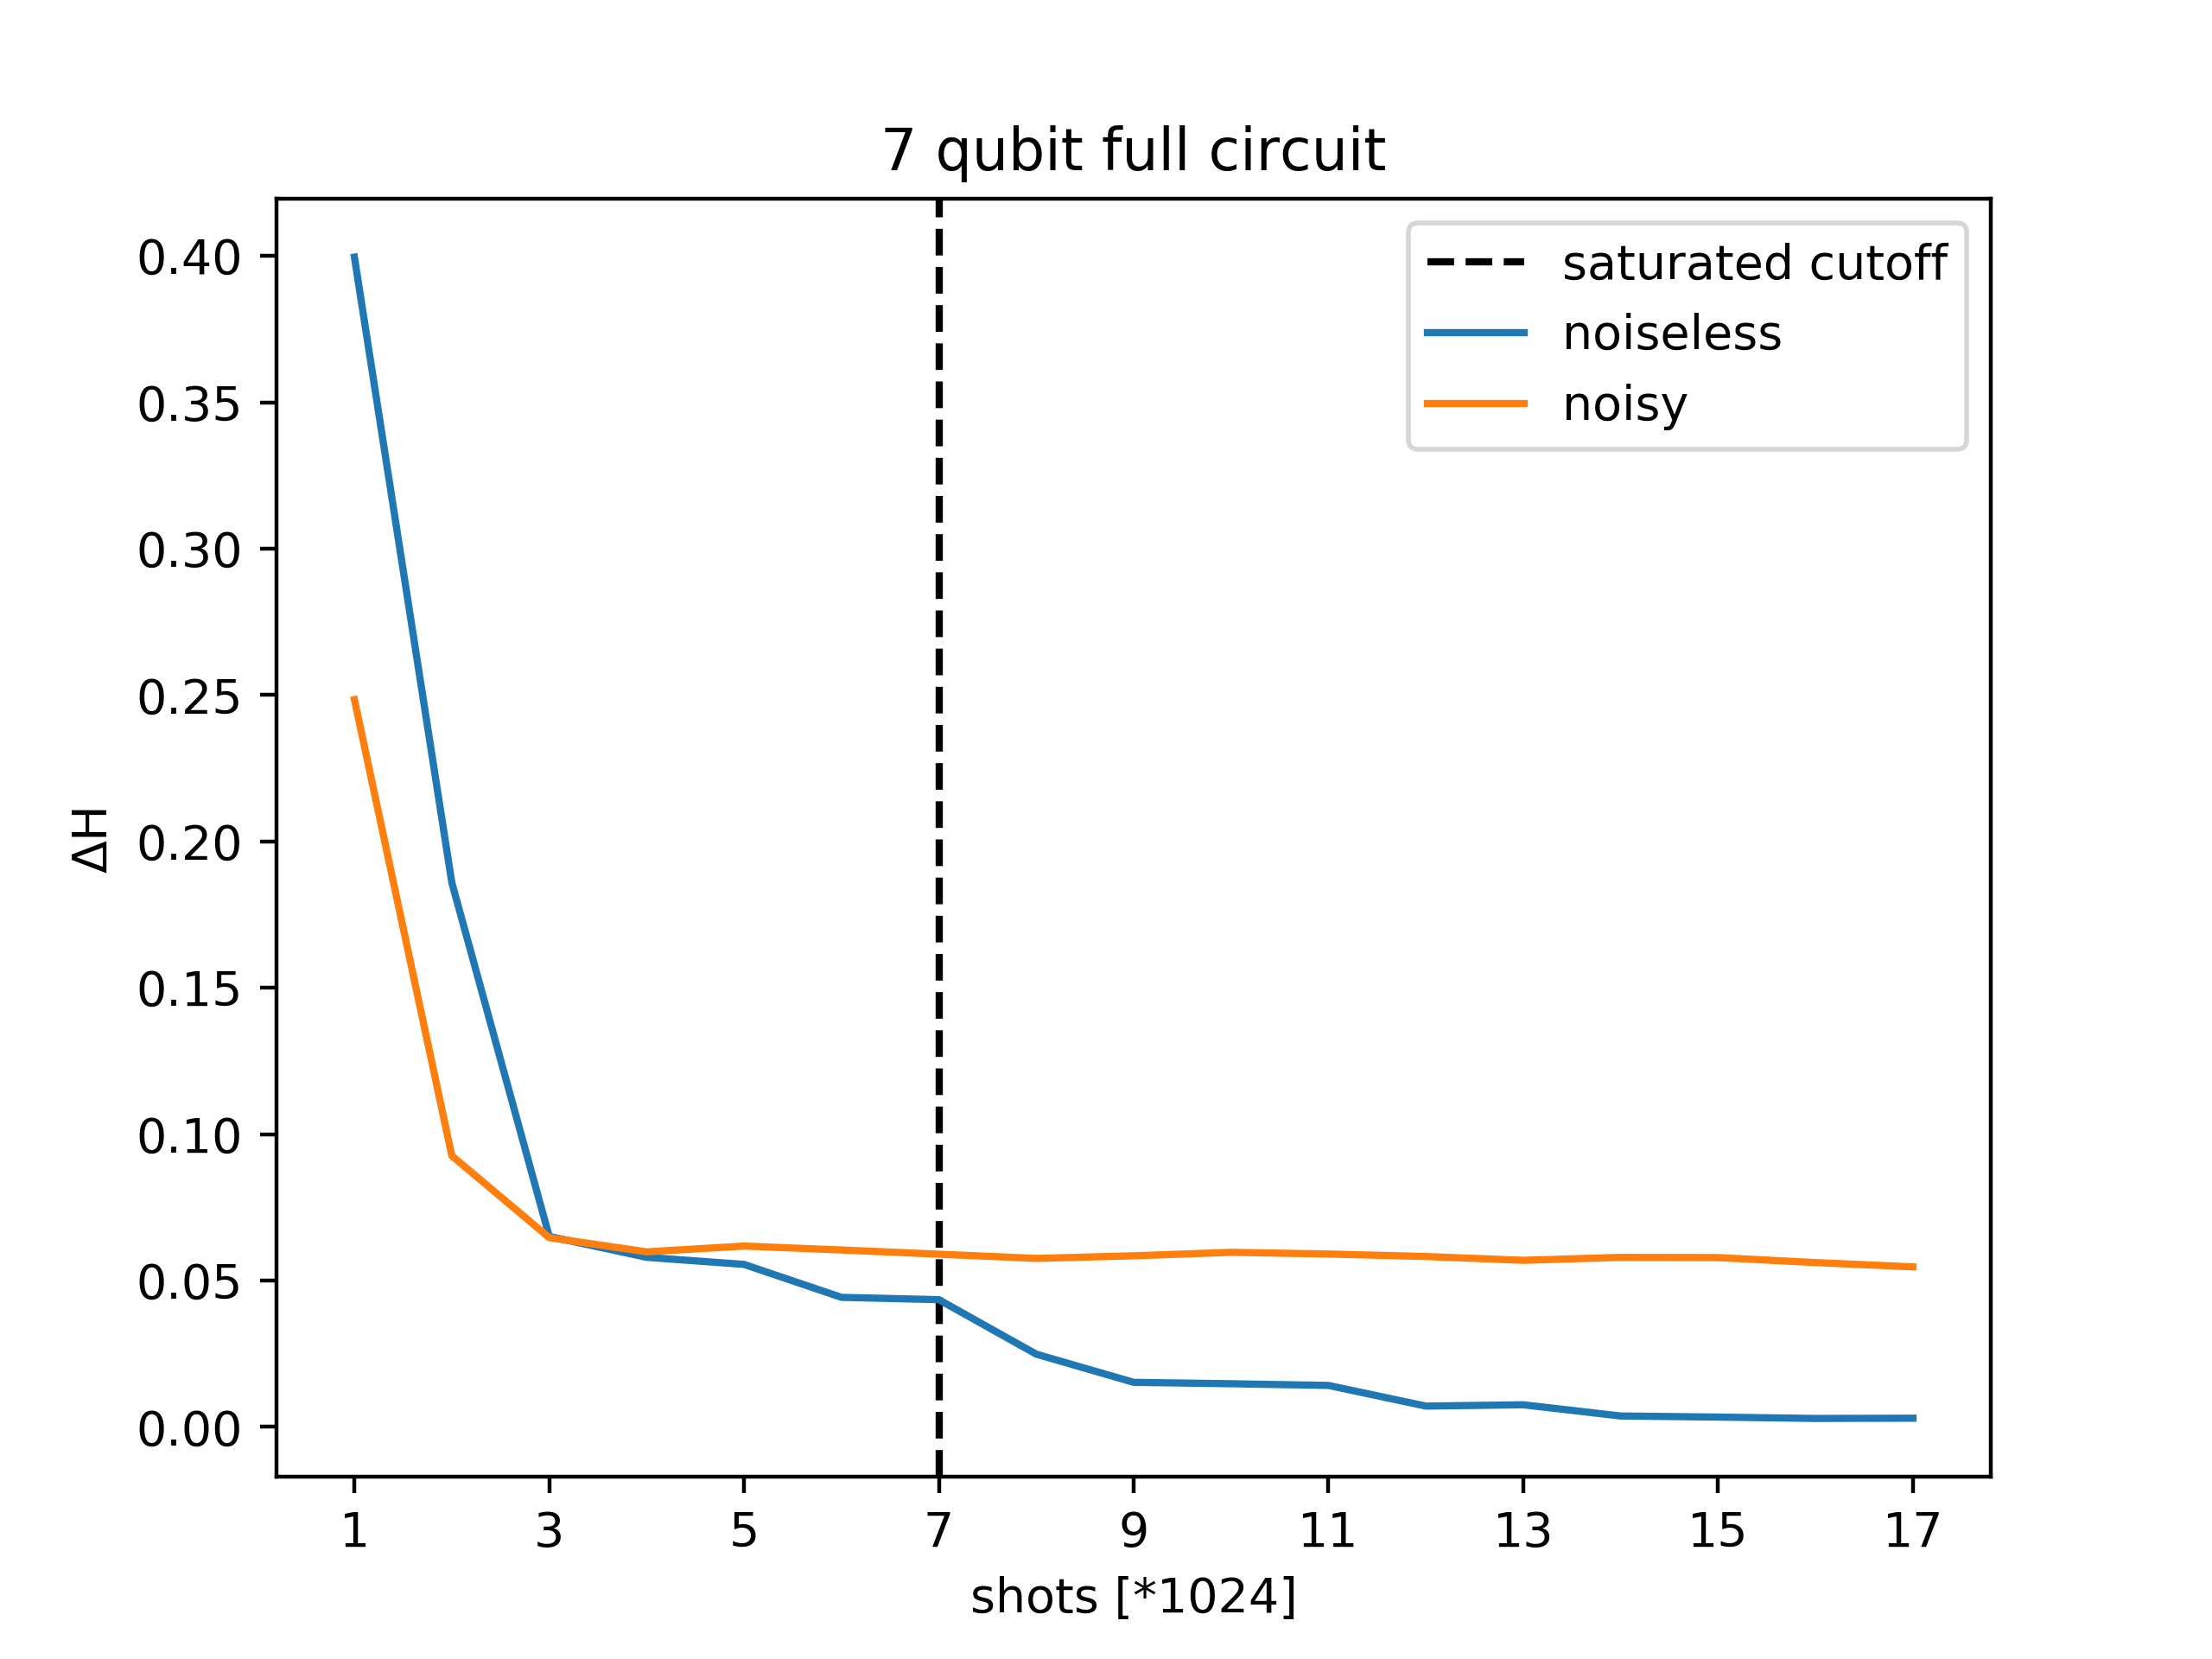 7 qubit full circuit
saturated cutoff
noiseless
noisy
ΔH
0.40
0.35
0.30
0.25
0.20
0.15
0.10
0.05
0.00
1 3 5 7 9 11 13 15 17
shots [*1024]